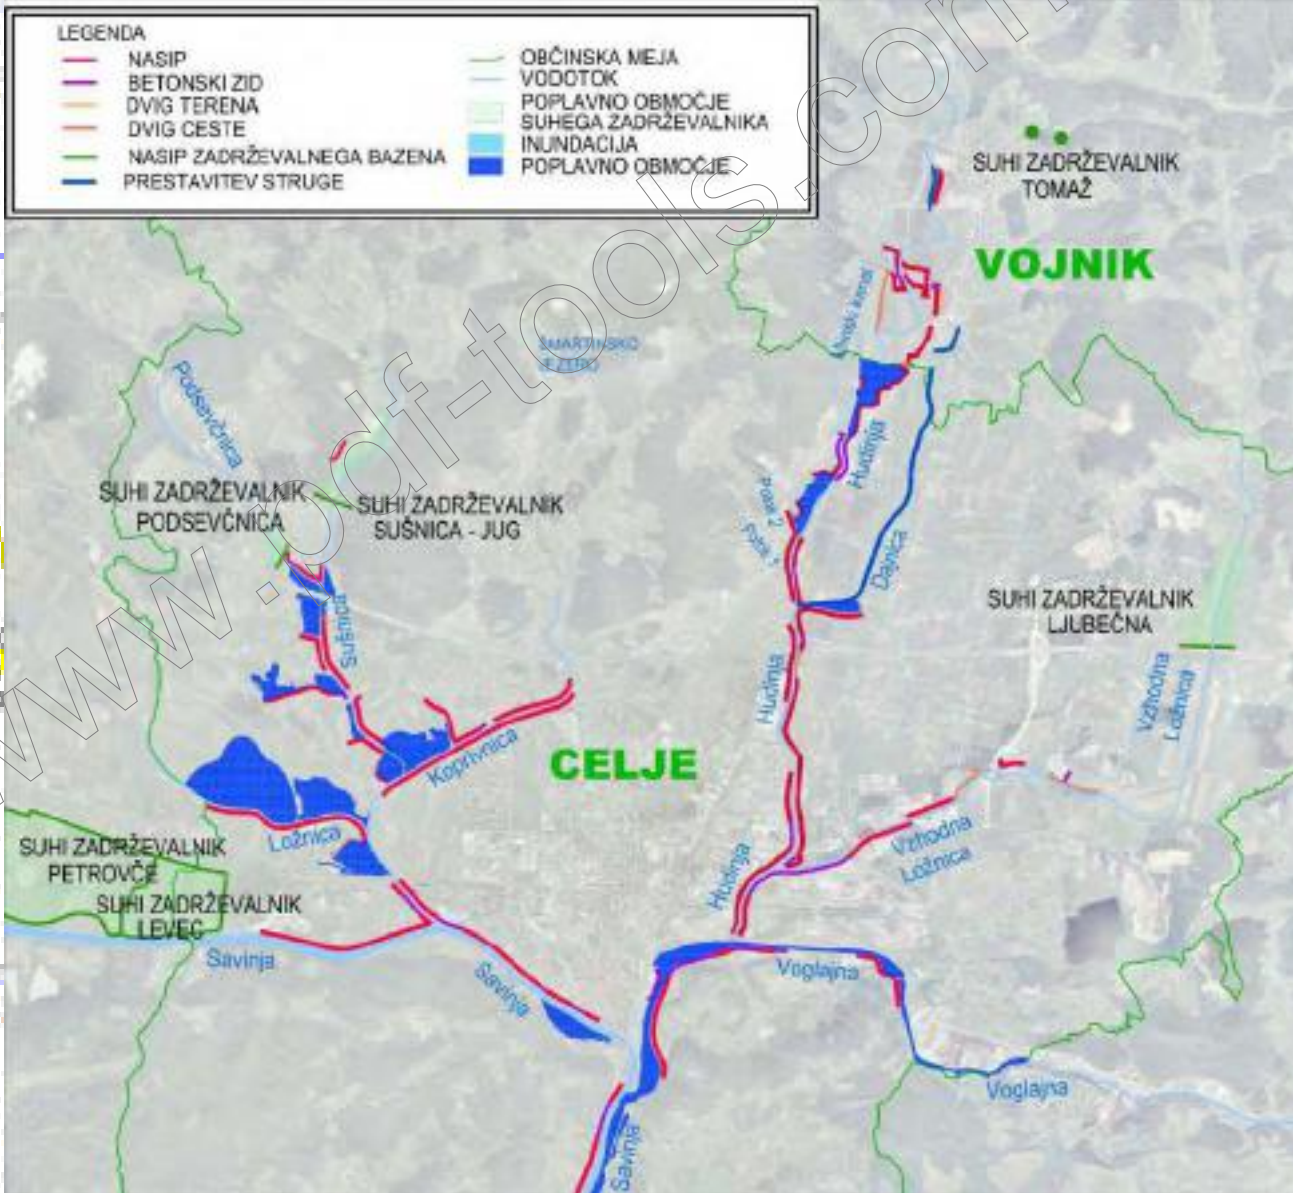 LEGENDA
NASIP
BETONSKI ZID
DVIG TERENA
DVIG CESTE
NASIP ZADRŽEVALNEGA BAZENA
PRESTAVITEV STRUGE
OBČINSKA MEJA
VODOTOK
POPLAVNO OBMOČJE
SUHEGA ZADRŽEVALNIKA
INUNDACIJA
POPLAVNO OBMOČJE
www.pdf-tools.com
SUHI ZADRŽEVALNIK
TOMAŽ
VOJNIK
ŠMARTINSKO
JEZERO
Podsevčnica
SUHI ZADRŽEVALNIK
PODSEVČNICA
SUHI ZADRŽEVALNIK
SUŠNICA - JUG
Hudinja
Dajnica
Sušnica
SUHI ZADRŽEVALNIK
LJUBEČNA
Vzhodna
Ložnica
Hudinja
Koprivnica
CELJE
Ložnica
Vzhodna
Ložnica
Hudinja
SUHI ZADRŽEVALNIK
PETROVČE
SUHI ZADRŽEVALNIK
LEVEC
Savinja
Savinja
Voglajna
Voglajna
Savinja